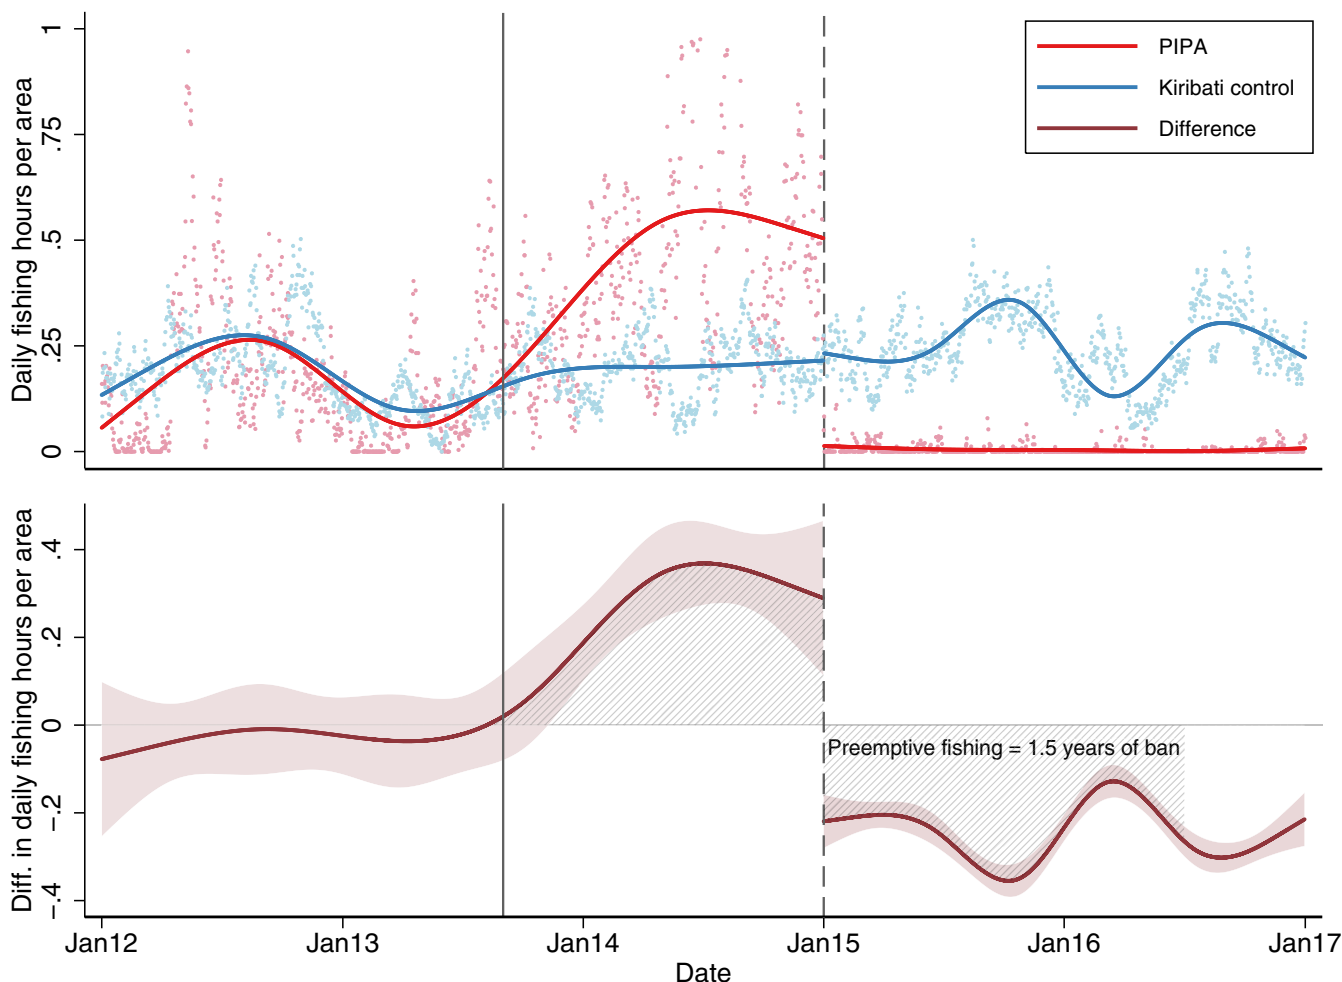 Daily fishing hours per area
1
.75
.5
.25
0
PIPA
Kiribati control
Difference
Diff. in daily fishing hours per area
.4
.2
0
−.2
−.4
Preemptive fishing = 1.5 years of ban
Jan12 Jan13 Jan14 Jan15 Jan16 Jan17
Date